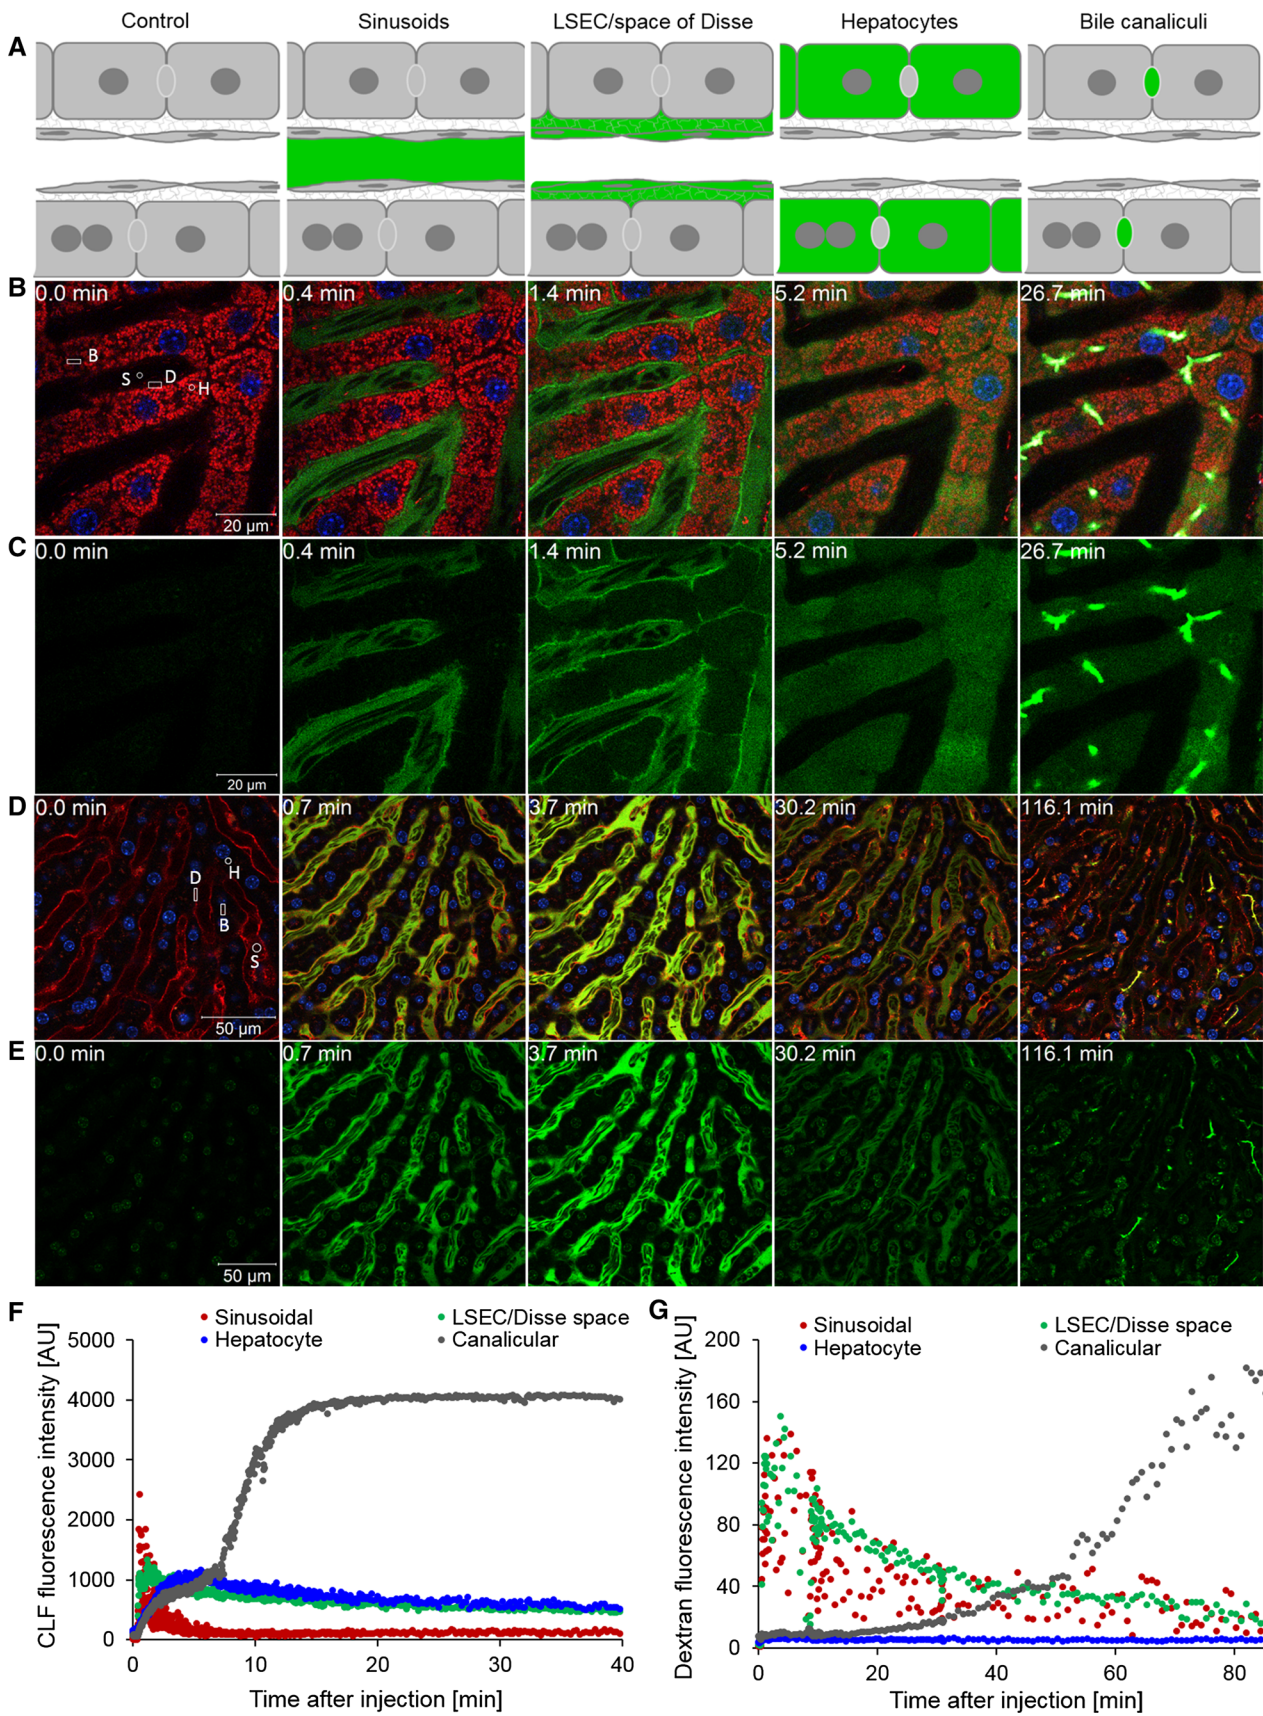 Control Sinusoids LSEC/space of Disse Hepatocytes Bile canaliculi
A
B 0.0 min 0.4 min 1.4 min 5.2 min 26.7 min
B
S D H
20 µm
C 0.0 min 0.4 min 1.4 min 5.2 min 26.7 min
20 µm
D 0.0 min 0.7 min 3.7 min 30.2 min 116.1 min
H
D
B
S
50 µm
E 0.0 min 0.7 min 3.7 min 30.2 min 116.1 min
50 µm
F
Sinusoidal LSEC/Disse space
Hepatocyte Canalicular
CLF fluorescence intensity [AU]
5000
4000
3000
2000
1000
0
0 10 20 30 40
Time after injection [min]
G
Sinusoidal LSEC/Disse space
Hepatocyte Canalicular
Dextran fluorescence intensity [AU]
200
160
120
80
40
0
0 20 40 60 80
Time after injection [min]